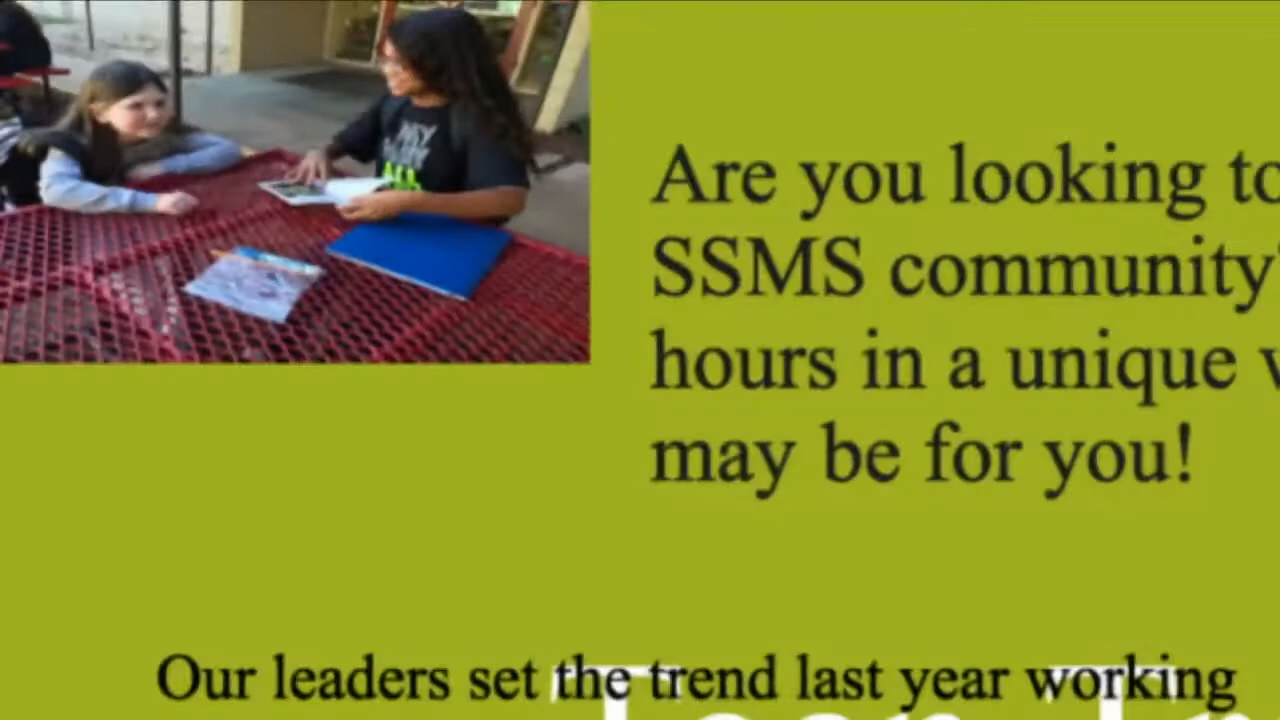 Are you looking to
SSMS community?
hours in a unique
may be for you!
Our leaders set the trend last year working